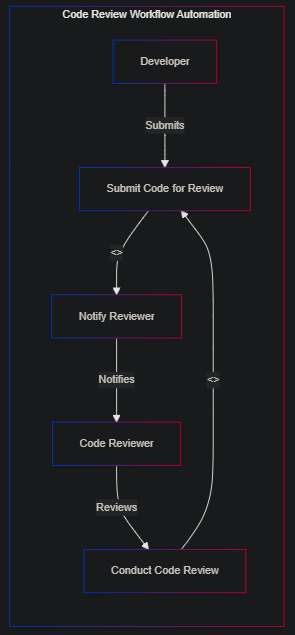 Code Review Workflow Automation
Developer
Submits
Submit Code for Review
<>
Notify Reviewer
Notifies
<>
Code Reviewer
Reviews
Conduct Code Review